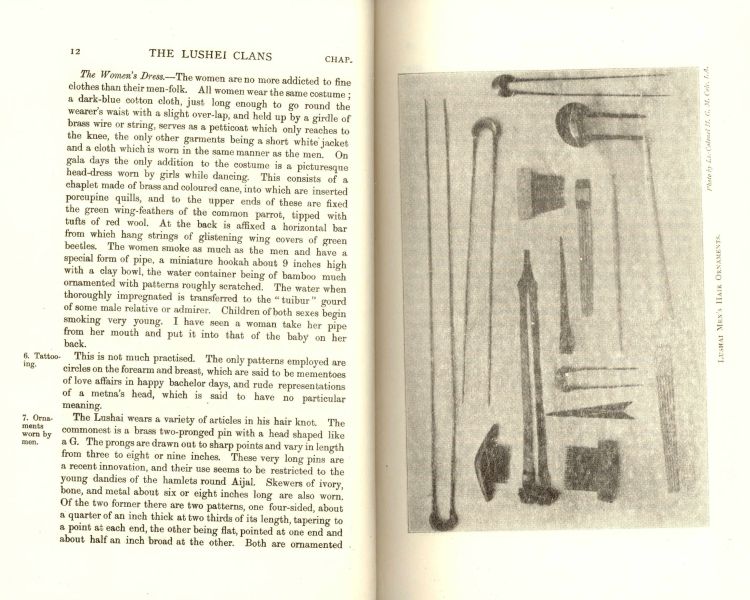 12
THE LUSHEI CLANS
CHAP.
The Women's Dress.—The women are no more addicted to fine
clothes than their men-folk. All women wear the same costume ;
a dark-blue cotton cloth, just long enough to go round the
wearer's waist with a slight over-lap, and held up by a girdle of
brass wire or string, serves as a petticoat which only reaches to
the knee, the only other garments being a short white jacket
and a cloth which is worn in the same manner as the men. On
gala days the only addition to the costume is a picturesque
head-dress worn by girls while dancing. This consists of a
chaplet made of brass and coloured cane, into which are inserted
porcupine quills, and to the upper ends of these are fixed
the green wing-feathers of the common parrot, tipped with
tufts of red wool. At the back is affixed a horizontal bar
from which hang strings of glistening wing covers of green
beetles. The women smoke as much as the men and have a
special form of pipe, a miniature hookah about 9 inches high
with a clay bowl, the water container being of bamboo much
ornamented with patterns roughly scratched. The water when
thoroughly impregnated is transferred to the "tuibur" gourd
of some male relative or admirer. Children of both sexes begin
smoking very young. I have seen a woman take her pipe
from her mouth and put it into that of the baby on her
back.
6. Tattoo-
ing.
This is not much practised. The only patterns employed are
circles on the forearm and breast, which are said to be mementoes
of love affairs in happy bachelor days, and rude representations
of a metna's head, which is said to have no particular
meaning.
7. Orna-
ments
worn by
men.
The Lushai wears a variety of articles in his hair knot. The
commonest is a brass two-pronged pin with a head shaped like
a G. The prongs are drawn out to sharp points and vary in length
from three to eight or nine inches. These very long pins are
a recent innovation, and their use seems to be restricted to the
young dandies of the hamlets round Aijal. Skewers of ivory,
bone, and metal about six or eight inches long are also worn.
Of the two former there are two patterns, one four-sided, about
a quarter of an inch thick at two thirds of its length, tapering to
a point at each end, the other being flat, pointed at one end and
about half an inch broad at the other. Both are ornamented
Photo by Lt.-Colonel H. G. M. Cole, I.A.
LUSHAI MEN'S HAIR ORNAMENTS.